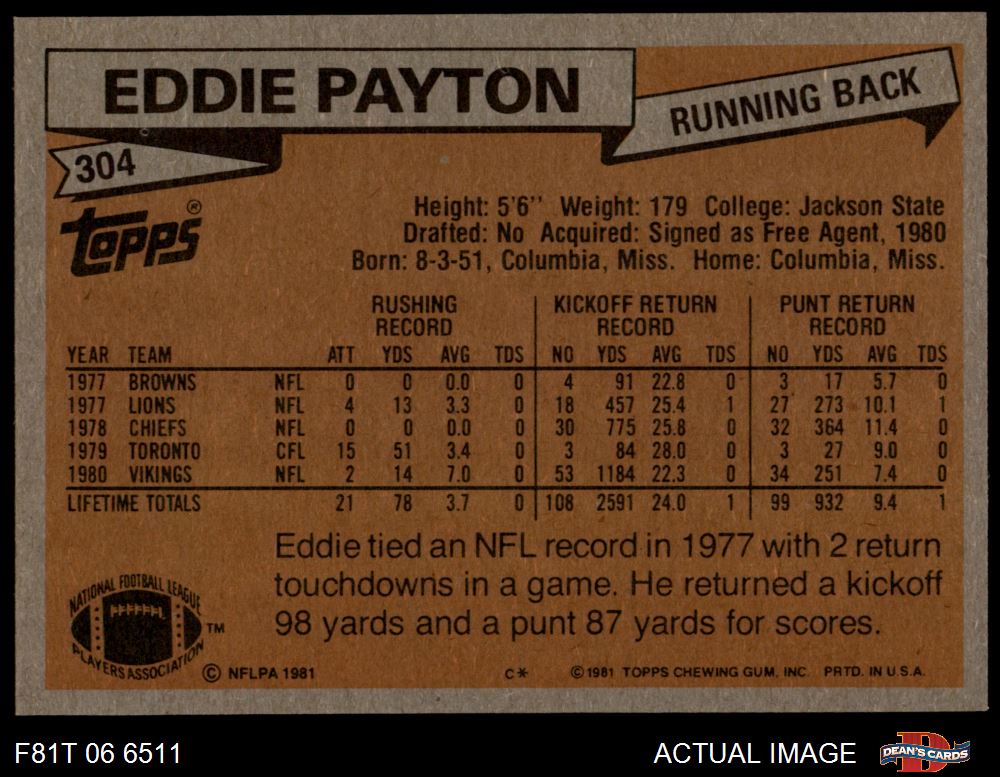 EDDIE PAYTON
RUNNING BACK
304
topps®
Height: 5'6'' Weight: 179 College: Jackson State
Drafted: No Acquired: Signed as Free Agent, 1980
Born: 8-3-51, Columbia, Miss. Home: Columbia, Miss.
RUSHING RECORD KICKOFF RETURN RECORD PUNT RETURN RECORD
YEAR TEAM ATT YDS AVG TDS NO YDS AVG TDS NO YDS AVG TDS
1977 BROWNS NFL 0 0 0.0 0 4 91 22.8 0 3 17 5.7 0
1977 LIONS NFL 4 13 3.3 0 18 457 25.4 1 27 273 10.1 1
1978 CHIEFS NFL 0 0 0.0 0 30 775 25.8 0 32 364 11.4 0
1979 TORONTO CFL 15 51 3.4 0 3 84 28.0 0 3 27 9.0 0
1980 VIKINGS NFL 2 14 7.0 0 53 1184 22.3 0 34 251 7.4 0
LIFETIME TOTALS 21 78 3.7 0 108 2591 24.0 1 99 932 9.4 1
Eddie tied an NFL record in 1977 with 2 return
touchdowns in a game. He returned a kickoff
98 yards and a punt 87 yards for scores.
NATIONAL FOOTBALL LEAGUE
PLAYERS ASSOCIATION
TM
© NFLPA 1981
C*
© 1981 TOPPS CHEWING GUM, INC. PRTD. IN U.S.A.
F81T 06 6511
ACTUAL IMAGE
DEAN'S CARDS